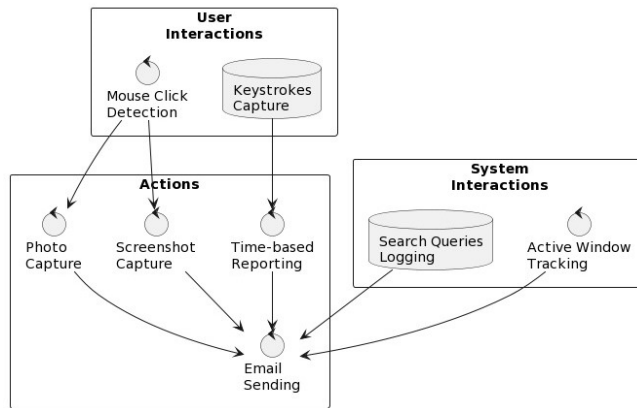 User
Interactions
Mouse Click
Detection
Keystrokes
Capture
Actions
Photo
Capture
Screenshot
Capture
Time-based
Reporting
Email
Sending
System
Interactions
Search Queries
Logging
Active Window
Tracking